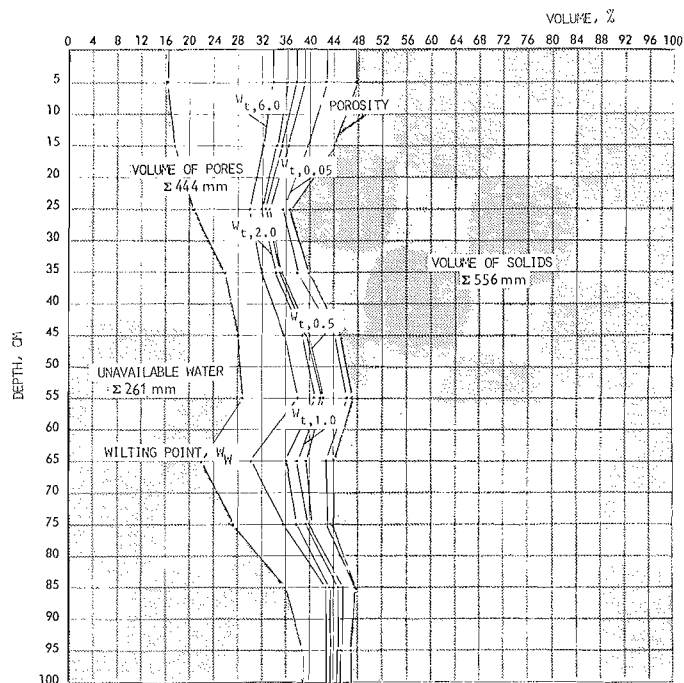 VOLUME, %
0 4 8 12 16 20 24 28 32 36 40 44 48 52 56 60 64 68 72 76 80 84 88 92 96 100
5
W t,6.0 POROSITY
10
15
VOLUME OF PORES W t,0.05
20
Σ 444 mm
25
W t,2.0
30
VOLUME OF SOLIDS
35
Σ 556 mm
40
W t,0.5
45
DEPTH, CM
50
UNAVAILABLE WATER
Σ 261 mm
55
W t,1.0
60
WILTING POINT, W W
65
70
75
80
85
90
95
100